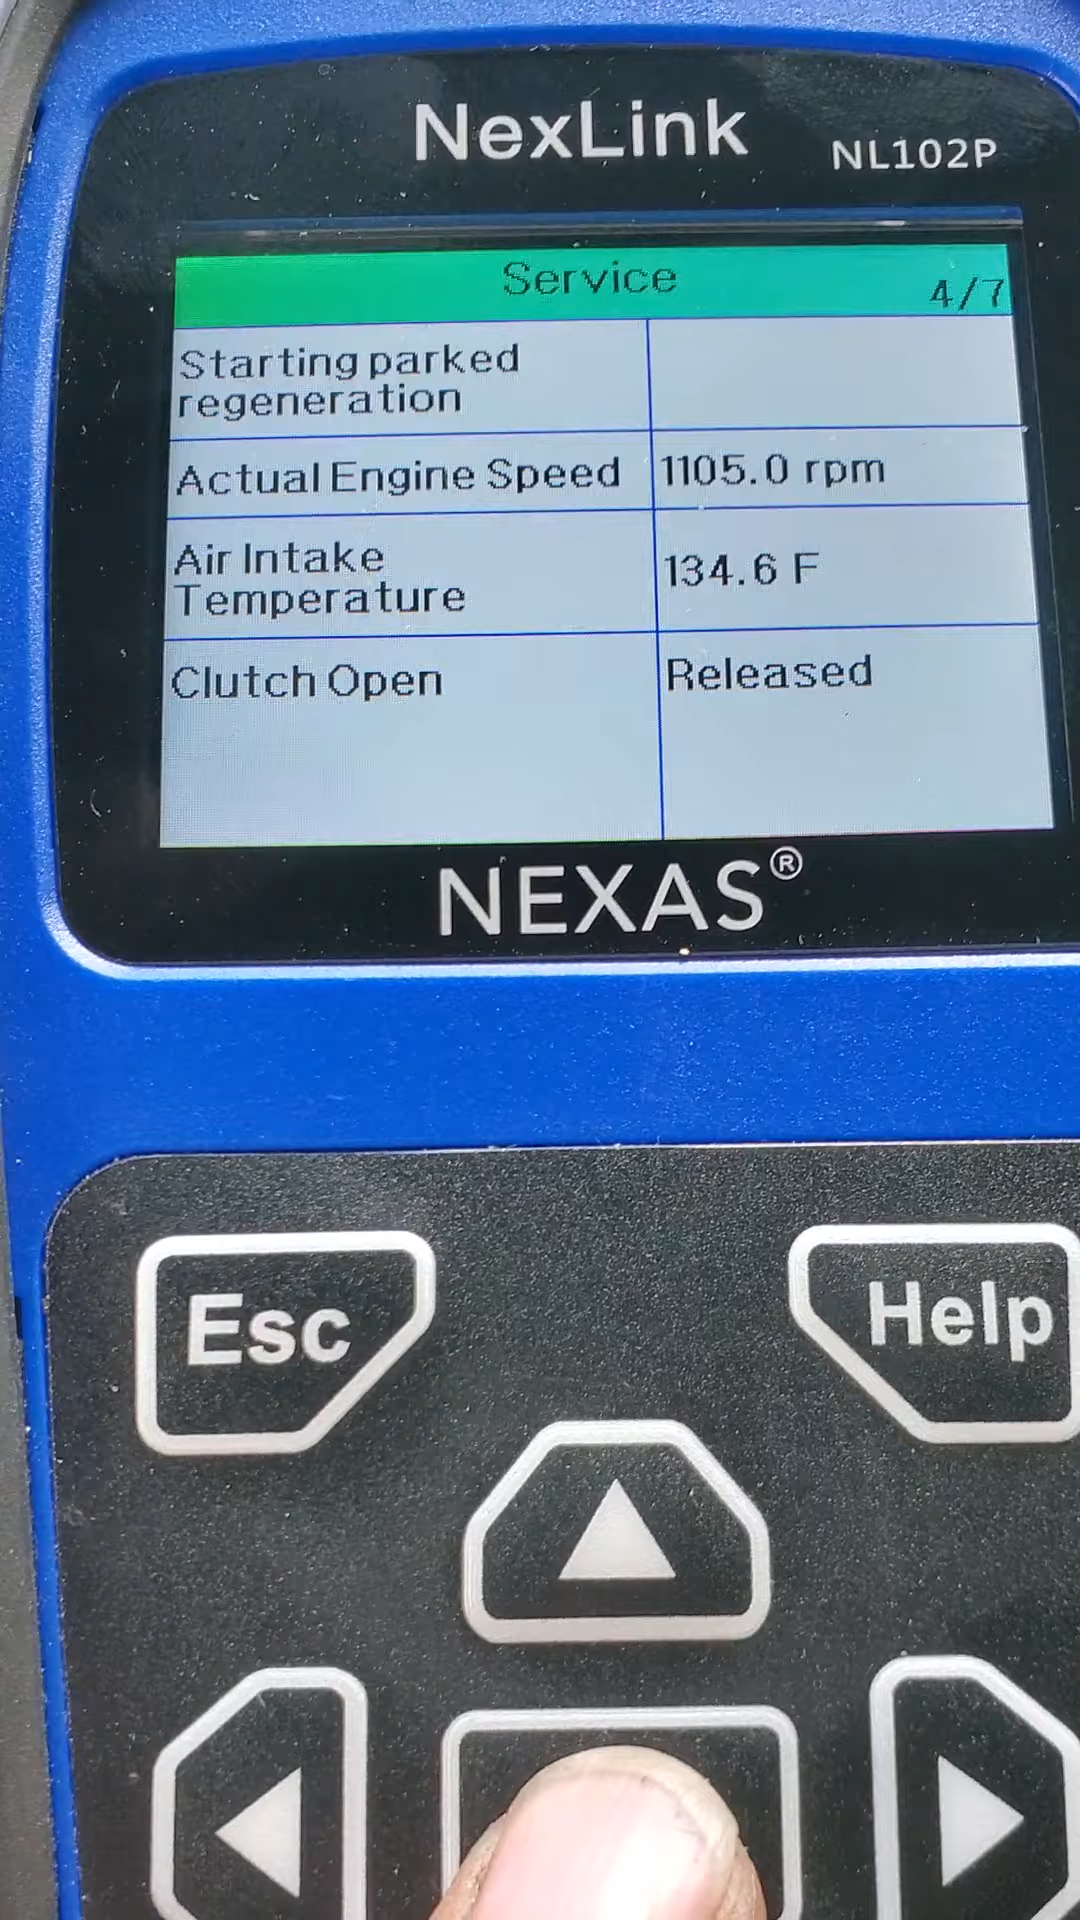 NexLink
NL102P
Service
4/7
Starting parked
regeneration
Actual Engine Speed
1105.0 rpm
Air Intake
Temperature
134.6 F
Clutch Open
Released
NEXAS®
Esc
Help